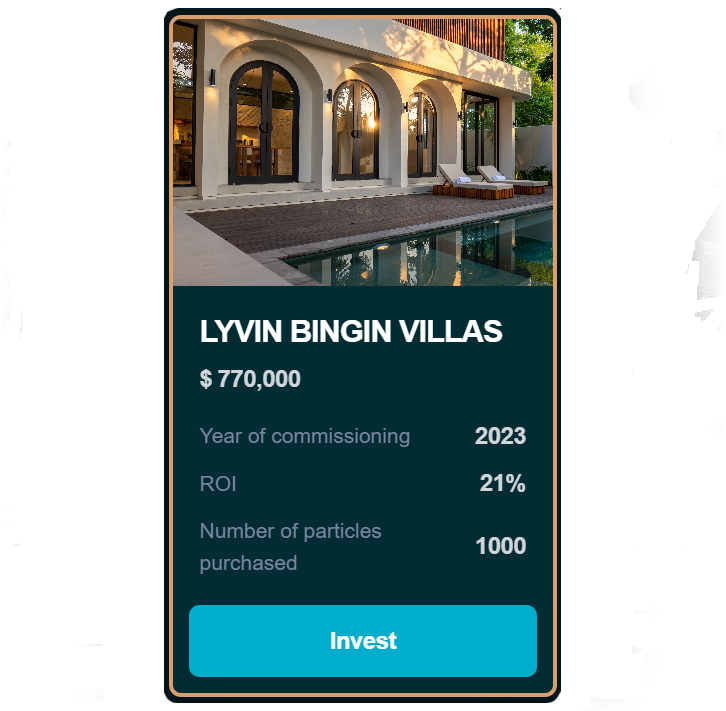 LYVIN BINGIN VILLAS
$ 770,000
Year of commissioning 2023
ROI 21%
Number of particles
purchased 1000
Invest